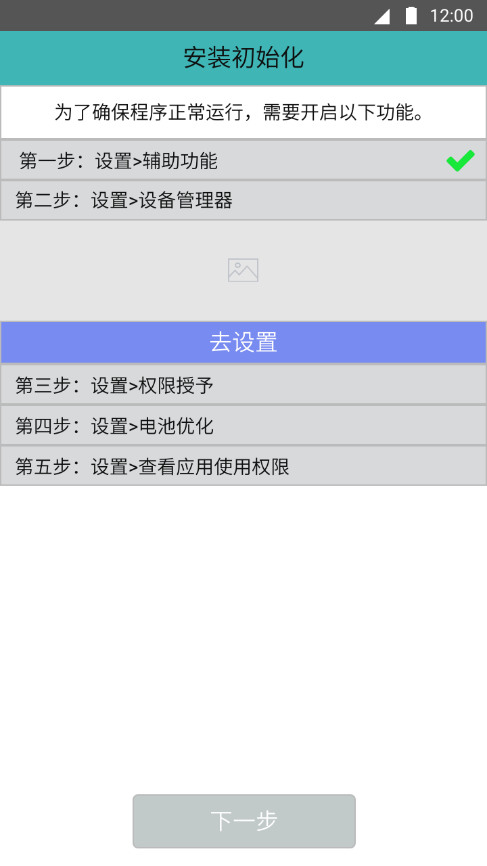 12:00
安装初始化
为了确保程序正常运行，需要开启以下功能。
第一步：设置>辅助功能
第二步：设置>设备管理器
去设置
第三步：设置>权限授予
第四步：设置>电池优化
第五步：设置>查看应用使用权限
下一步